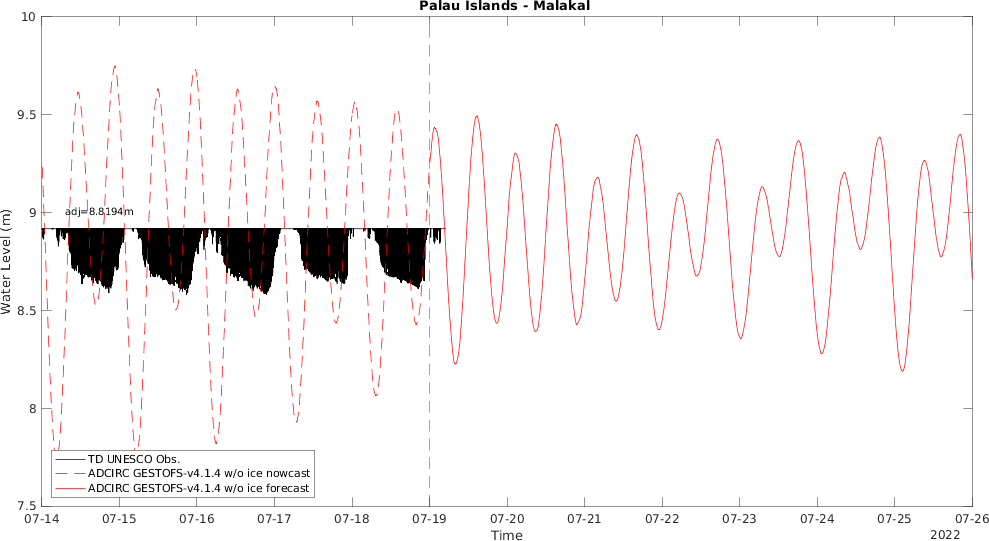 Palau Islands - Malakal
10
9.5
9
8.5
8
7.5
Water Level (m)
adj=8.8194m
TD UNESCO Obs.
ADCIRC GESTOFS-v4.1.4 w/o ice nowcast
ADCIRC GESTOFS-v4.1.4 w/o ice forecast
07-14 07-15 07-16 07-17 07-18 07-19 07-20 07-21 07-22 07-23 07-24 07-25 07-26
Time
2022